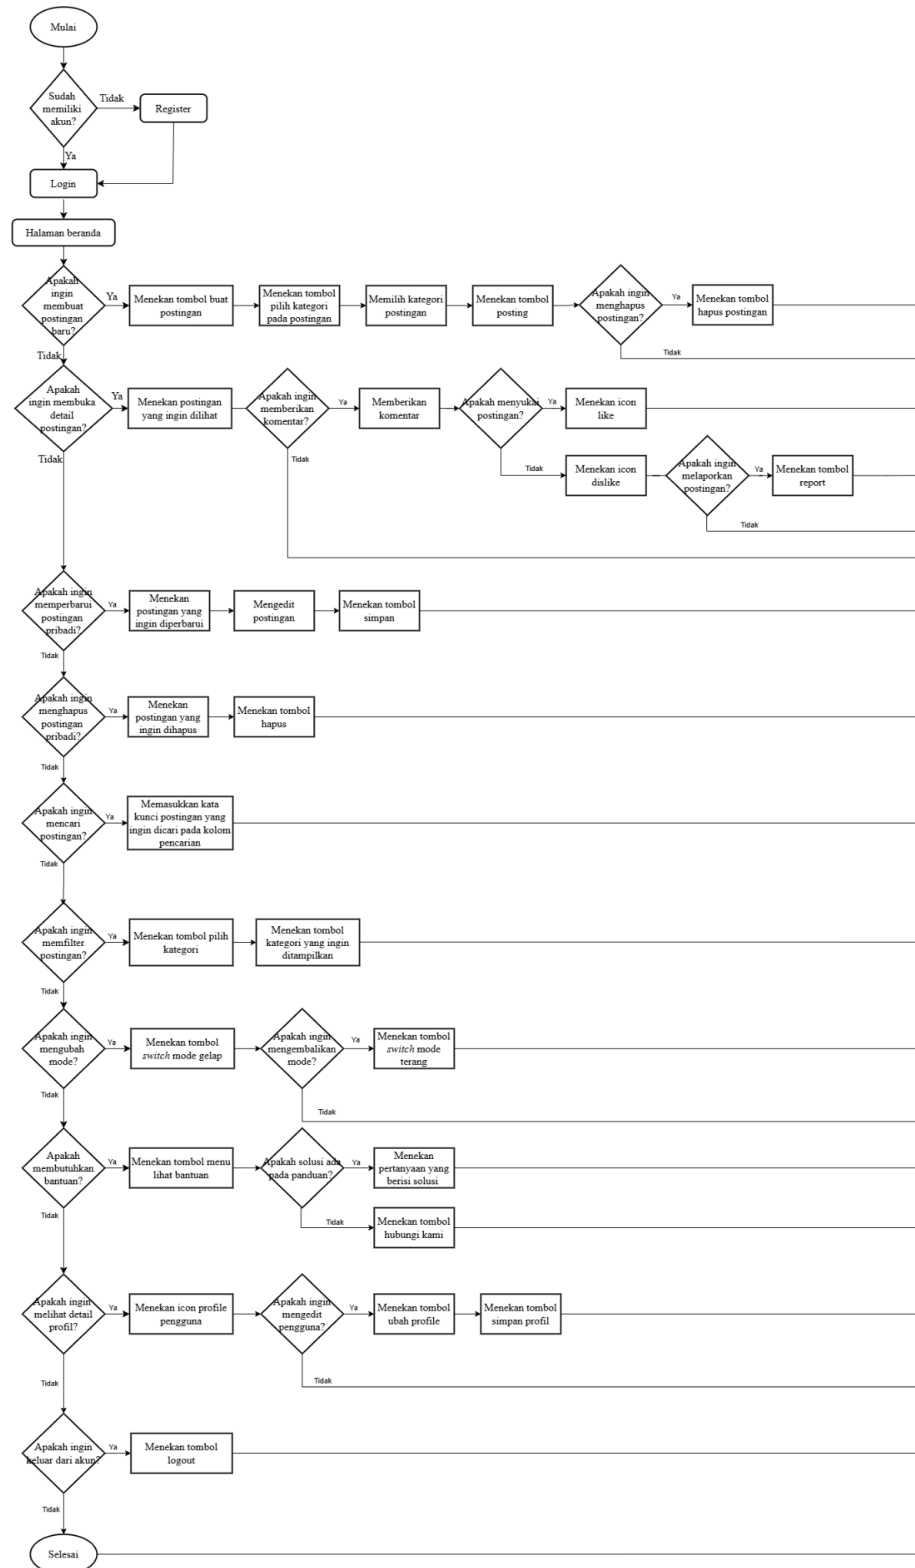 Mulai
Sudah
memiliki
akun?
Tidak
Register
Ya
Login
Halaman beranda
Apakah
ingin
membuat
postingan
baru?
Ya
Menekan tombol buat
postingan
Menekan tombol
pilih kategori
pada postingan
Memilih kategori
postingan
Menekan tombol
posting
Apakah ingin
menghapus
postingan?
Ya
Menekan tombol
hapus postingan
Tidak
Tidak
Apakah
ingin membuka
detail
postingan?
Ya
Menekan postingan
yang ingin dilihat
Apakah ingin
memberikan
komentar?
Ya
Memberikan
komentar
Apakah menyukai
postingan?
Ya
Menekan icon
like
Tidak
Tidak
Tidak
Menekan icon
dislike
Apakah ingin
melaporkan
postingan?
Ya
Menekan tombol
report
Tidak
Apakah ingin
memperbarui
postingan
pribadi?
Ya
Menekan
postingan yang
ingin diperbarui
Mengedit
postingan
Menekan tombol
simpan
Tidak
Apakah ingin
menghapus
postingan
pribadi?
Ya
Menekan
postingan yang
ingin dihapus
Menekan tombol
hapus
Tidak
Apakah ingin
mencari
postingan?
Ya
Memasukkan kata
kunci postingan yang
ingin dicari pada kolom
pencarian
Tidak
Apakah ingin
memfilter
postingan?
Ya
Menekan tombol pilih
kategori
Menekan tombol
kategori yang ingin
ditampilkan
Tidak
Apakah ingin
mengubah
mode?
Ya
Menekan tombol
switch mode gelap
Apakah ingin
mengembalikan
mode?
Ya
Menekan tombol
switch mode
terang
Tidak
Tidak
Apakah
membutuhkan
bantuan?
Ya
Menekan tombol menu
lihat bantuan
Apakah solusi ada
pada panduan?
Ya
Menekan
pertanyaan yang
berisi solusi
Tidak
Tidak
Menekan tombol
hubungi kami
Apakah ingin
melihat detail
profil?
Ya
Menekan icon profile
pengguna
Apakah ingin
mengedit
pengguna?
Ya
Menekan tombol
ubah profile
Menekan tombol
simpan profil
Tidak
Tidak
Apakah ingin
keluar dari akun?
Ya
Menekan tombol
logout
Tidak
Selesai